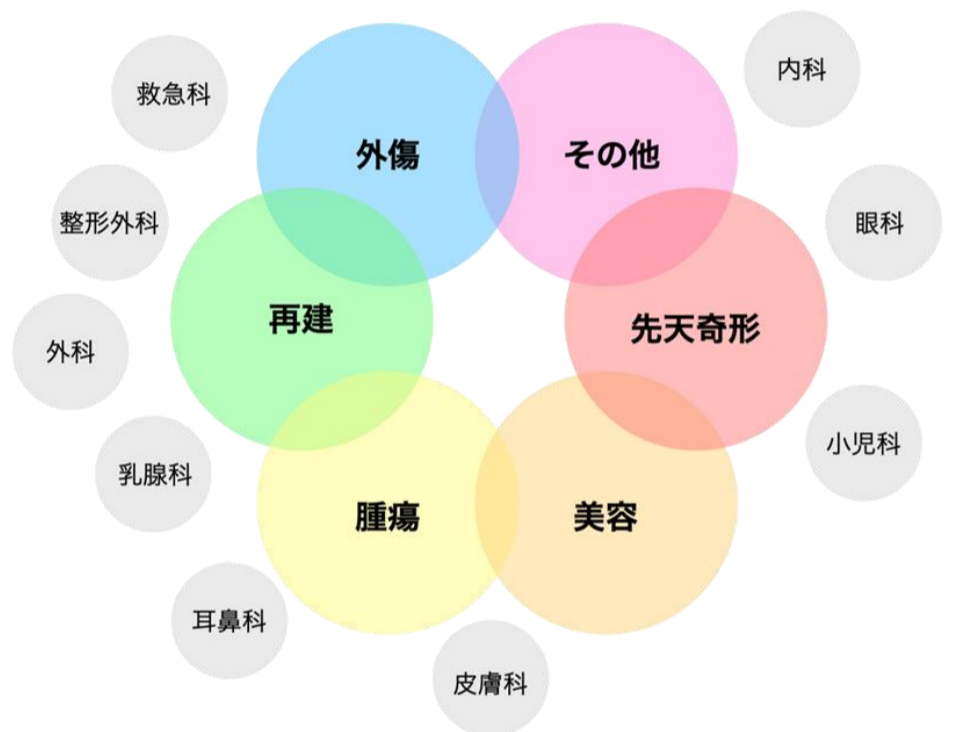 内科
救急科
外傷
その他
整形外科
眼科
再建
先天奇形
外科
小児科
乳腺科
腫瘍
美容
耳鼻科
皮膚科